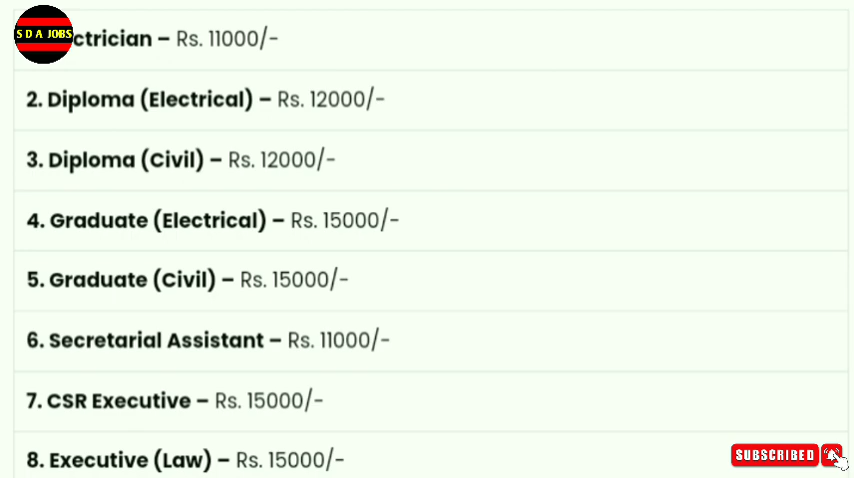 S D A JOBS
ctrician – Rs. 11000/-
2. Diploma (Electrical) – Rs. 12000/-
3. Diploma (Civil) – Rs. 12000/-
4. Graduate (Electrical) – Rs. 15000/-
5. Graduate (Civil) – Rs. 15000/-
6. Secretarial Assistant – Rs. 11000/-
7. CSR Executive – Rs. 15000/-
8. Executive (Law) – Rs. 15000/-
SUBSCRIBED